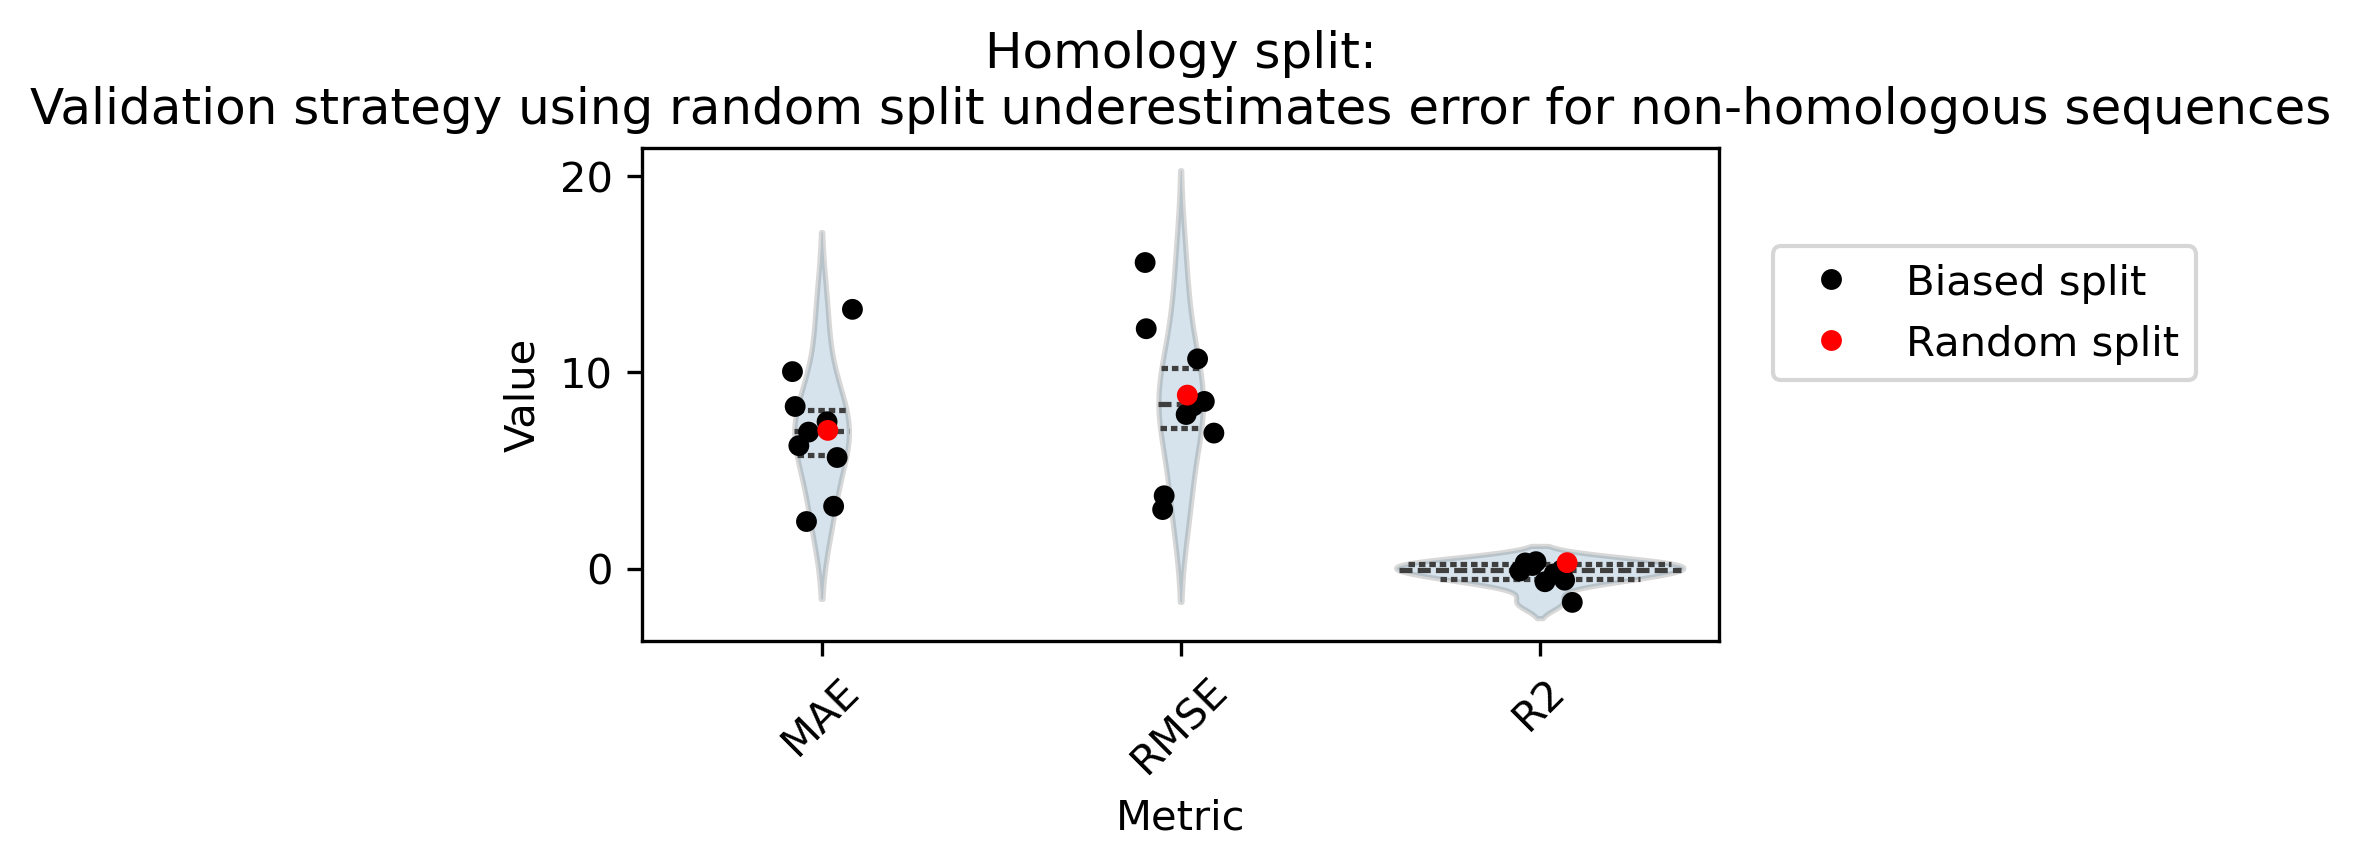 Homology split:
Validation strategy using random split underestimates error for non-homologous sequences
20
10
0
Value
Biased split
Random split
MAE
RMSE
R2
Metric